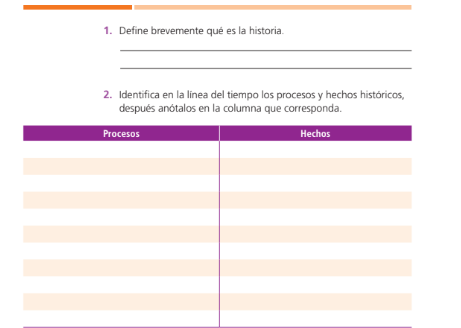 1. Define brevemente qué es la historia.
2. Identifica en la línea del tiempo los procesos y hechos históricos,
después anótalos en la columna que corresponda.
Procesos Hechos